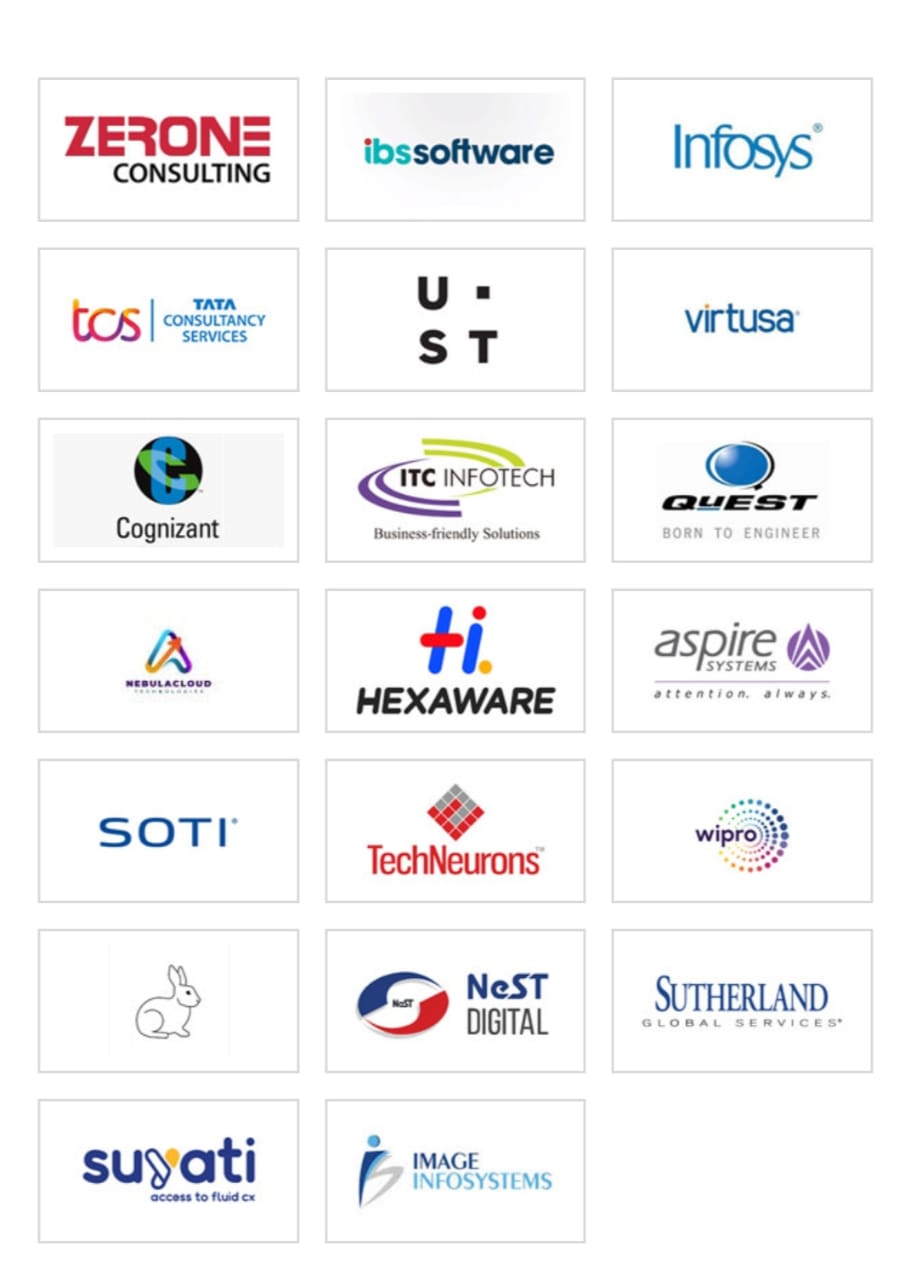 ZERONE
CONSULTING
ibssoftware
Infosys®
tcs
TATA
CONSULTANCY
SERVICES
U ·
S T
virtusa
Cognizant
ITC INFOTECH
Business-friendly Solutions
QuEST
BORN TO ENGINEER
NEBULACLOUD
TECHNOLOGIES
Hi
HEXAWARE
aspire
SYSTEMS
attention. always.
SOTI®
TechNeurons™
wipro
NeST
NeST
DIGITAL
SUTHERLAND
GLOBAL SERVICES®
suyati
access to fluid cx
IMAGE
INFOSYSTEMS